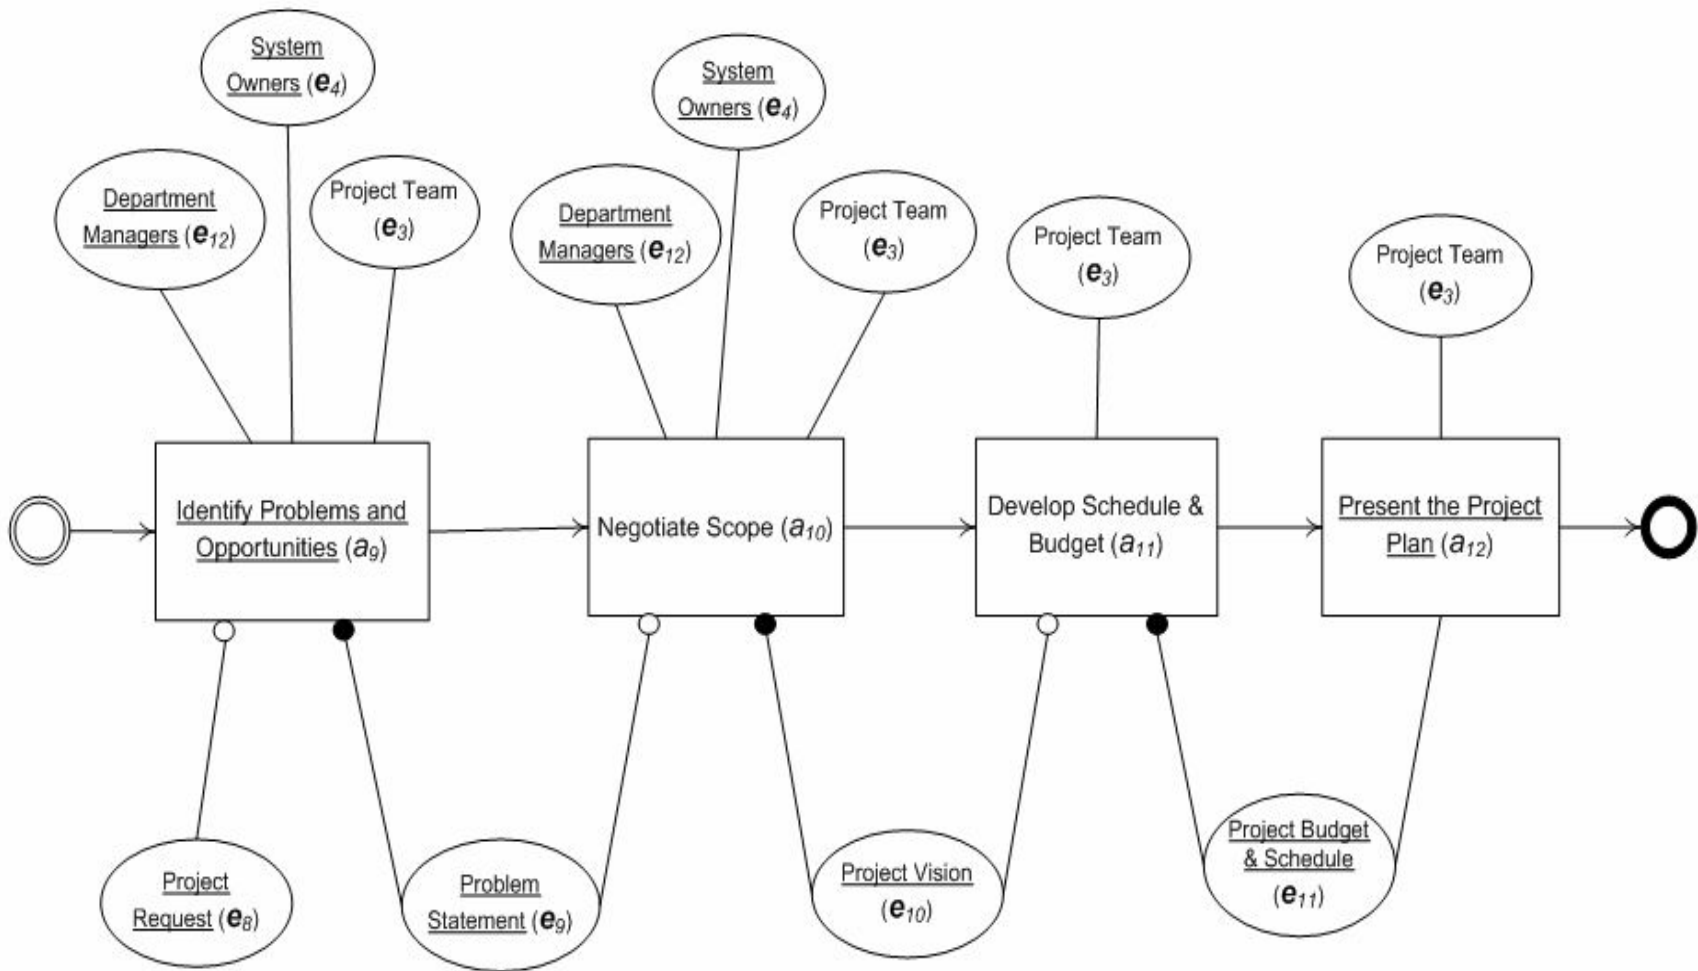 System
Owners (e4)
System
Owners (e4)
Department
Managers (e12)
Project Team
(e3)
Department
Managers (e12)
Project Team
(e3)
Project Team
(e3)
Project Team
(e3)
Identify Problems and
Opportunities (a9)
Negotiate Scope (a10)
Develop Schedule &
Budget (a11)
Present the Project
Plan (a12)
Project
Request (e8)
Problem
Statement (e9)
Project Vision
(e10)
Project Budget
& Schedule
(e11)